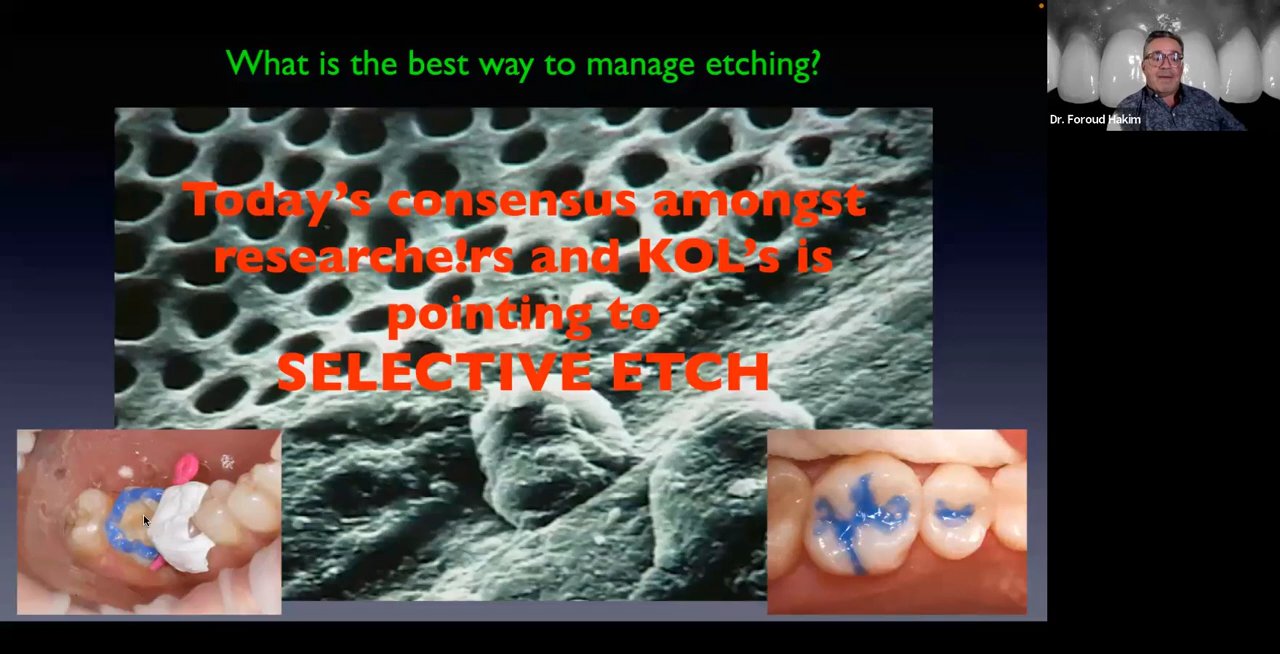 What is the best way to manage etching?
Today's consensus amongst
researche!rs and KOL's is
pointing to
SELECTIVE ETCH
Dr. Foroud Hakim